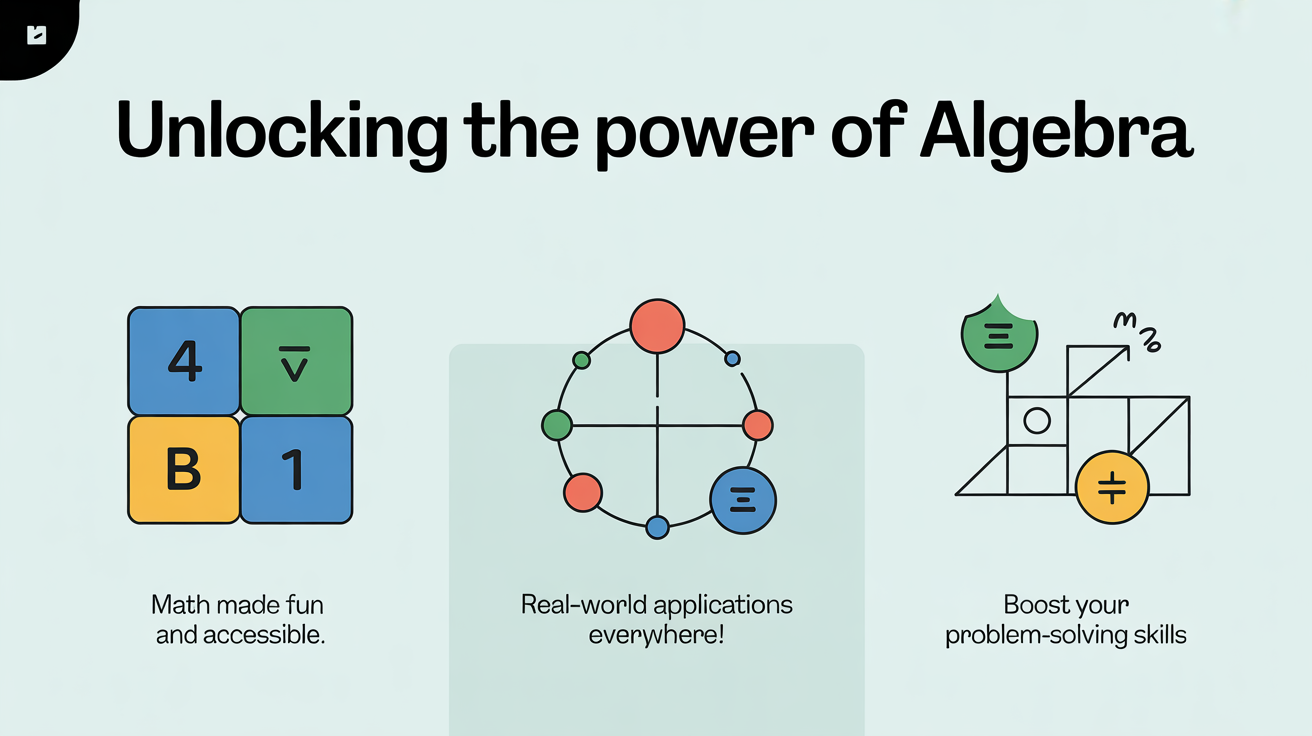 Unlocking the power of Algebra
4
B 1
Math made fun
and accessible.
Real-world applications
everywhere!
Boost your
problem-solving skills